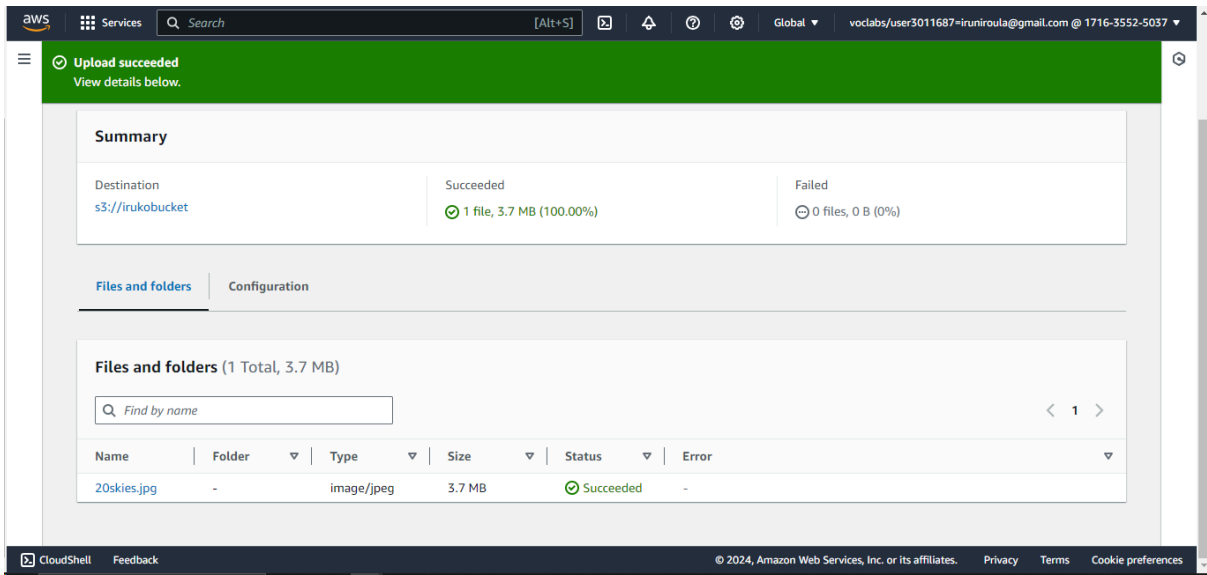 aws Services Search [Alt+S] Global ▼ voclabs/user3011687=iruniroula@gmail.com @ 1716-3552-5037 ▼
Upload succeeded
View details below.
Summary
Destination Succeeded Failed
s3://irukobucket 1 file, 3.7 MB (100.00%) 0 files, 0 B (0%)
Files and folders Configuration
Files and folders (1 Total, 3.7 MB)
Find by name < 1 >
Name Folder Type Size Status Error
20skies.jpg - image/jpeg 3.7 MB Succeeded -
CloudShell Feedback © 2024, Amazon Web Services, Inc. or its affiliates. Privacy Terms Cookie preferences